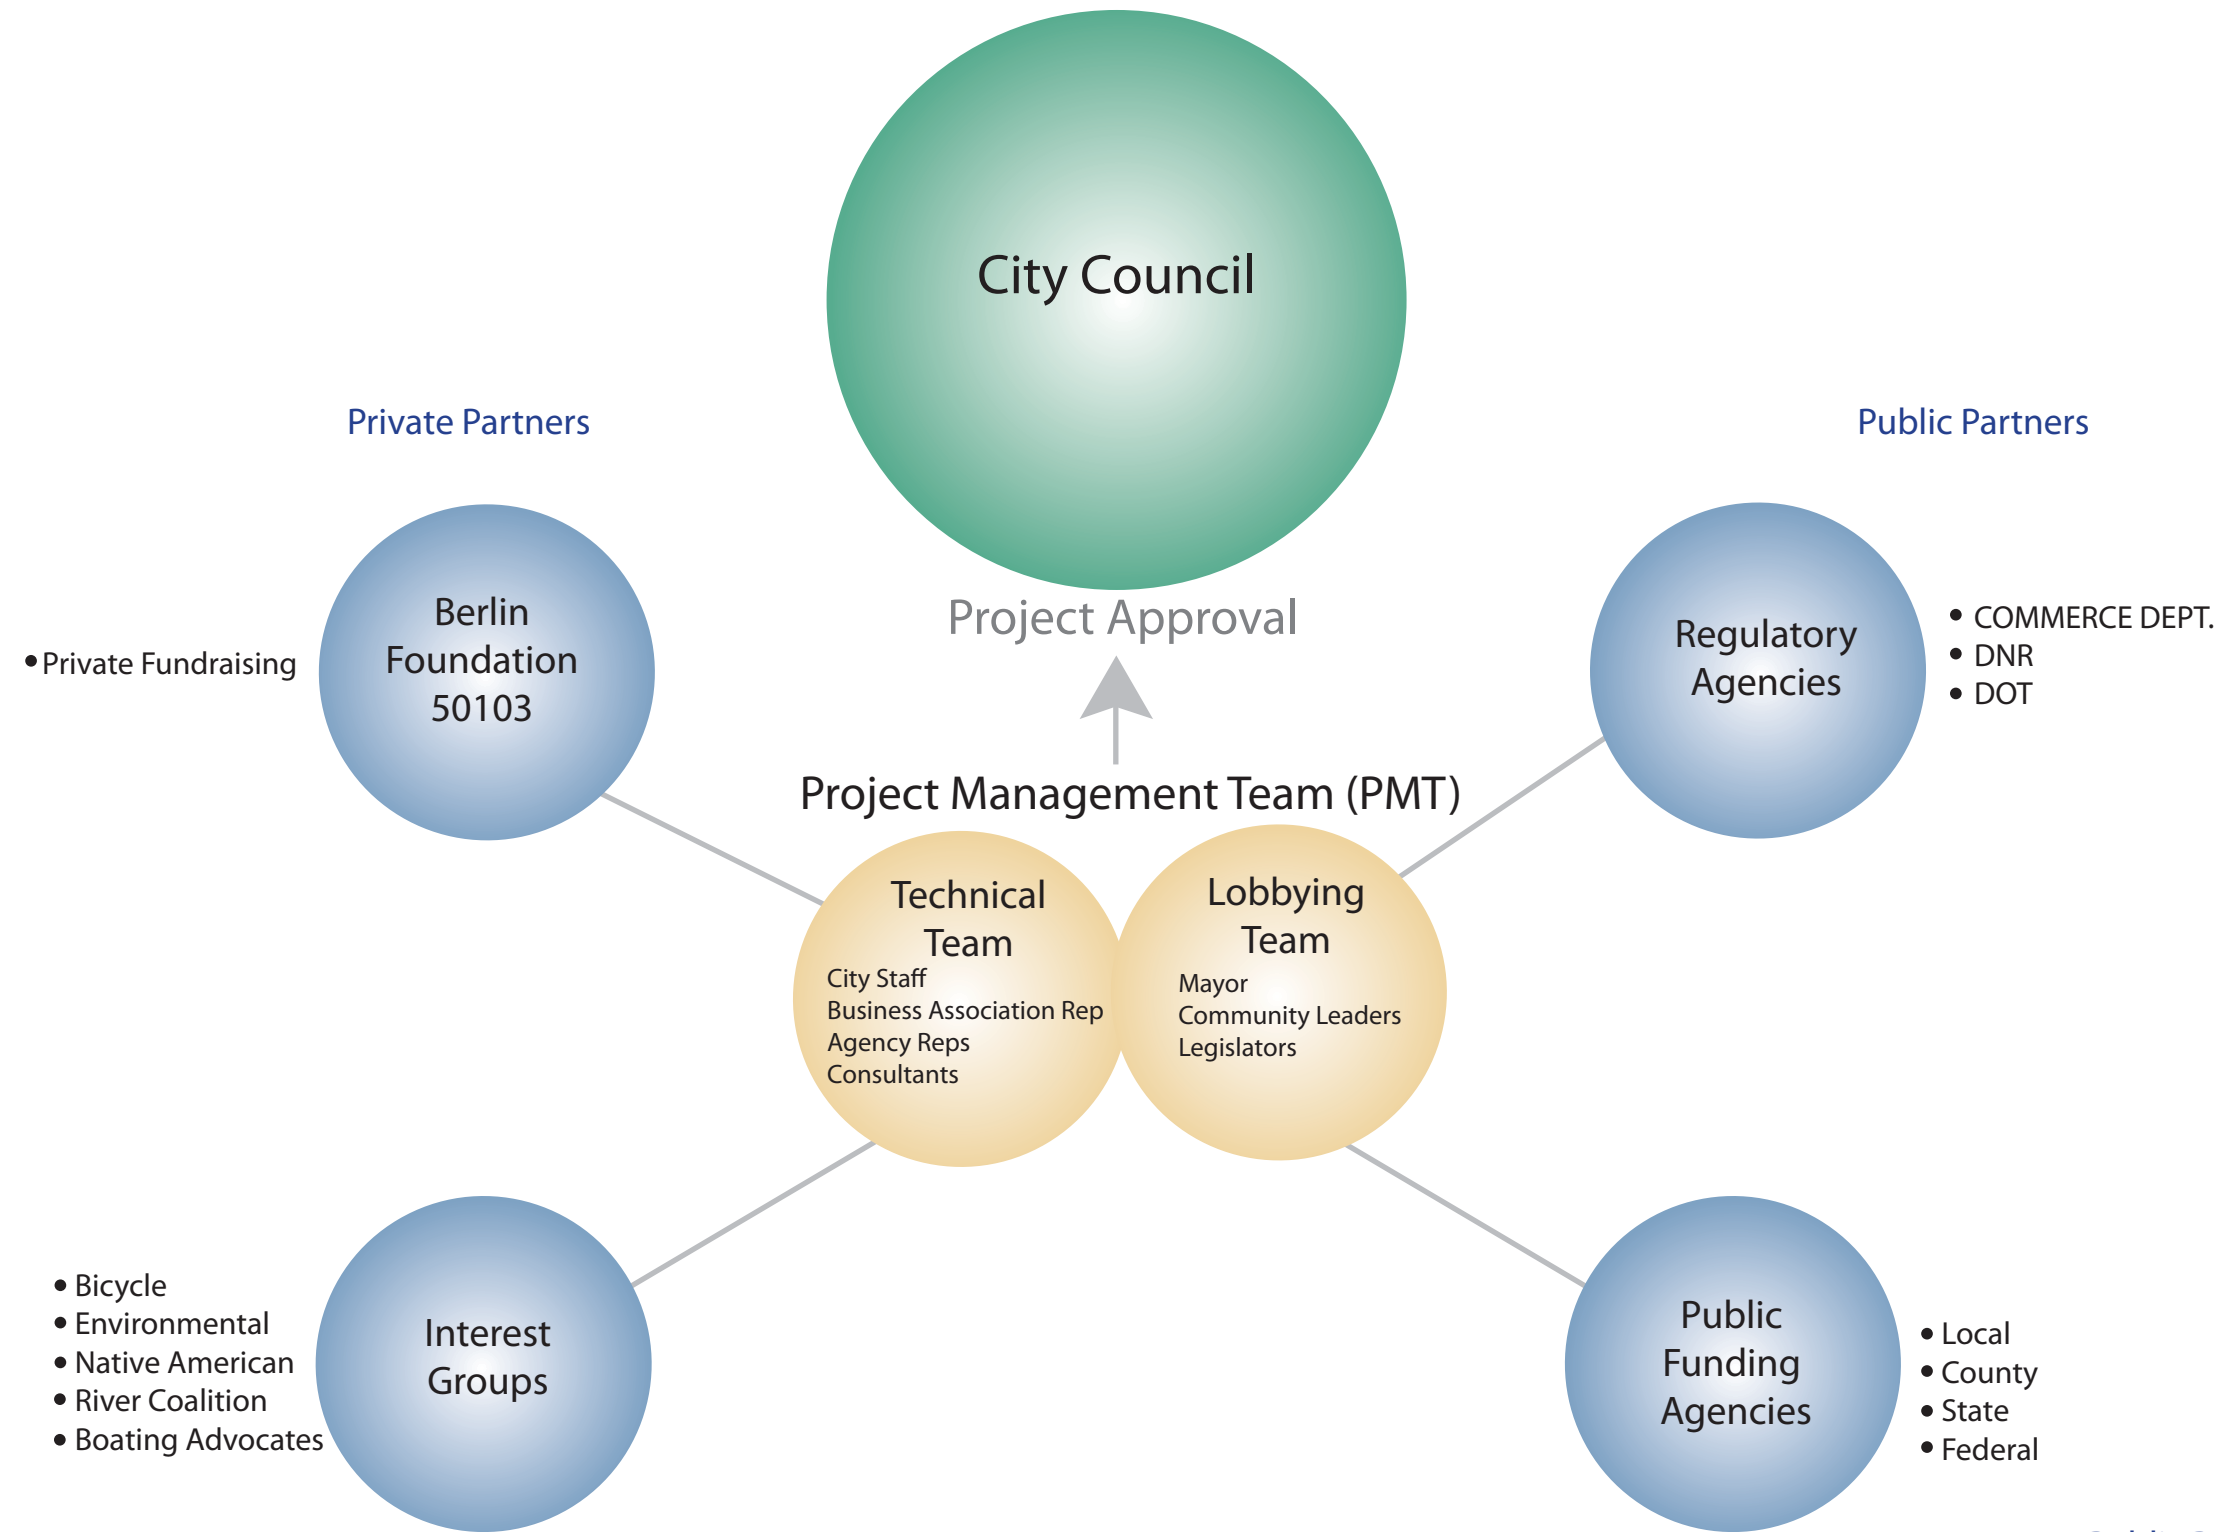 City Council
Private Partners
Public Partners
Berlin
Foundation
50103
• Private Fundraising
Project Approval
Regulatory
Agencies
• COMMERCE DEPT.
• DNR
• DOT
Project Management Team (PMT)
Technical
Team
City Staff
Business Association Rep
Agency Reps
Consultants
Lobbying
Team
Mayor
Community Leaders
Legislators
• Bicycle
• Environmental
• Native American
• River Coalition
• Boating Advocates
Interest
Groups
Public
Funding
Agencies
• Local
• County
• State
• Federal